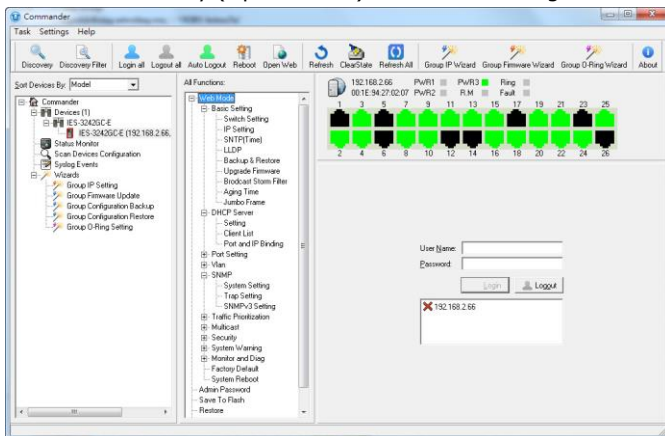 Commander
Task Settings Help
Discovery Discovery Filter Login all Logout all Auto Logout Reboot Open Web Refresh ClearState Refresh All Group IP Wizard Group Firmware Wizard Group O-Ring Wizard About
Sort Devices By: Model
Commander
Devices (1)
IES-3242GC-E
IES-3242GC-E (192.168.2.66,
Status Monitor
Scan Devices Configuration
Syslog Events
Wizards
Group IP Setting
Group Firmware Update
Group Configuration Backup
Group Configuration Restore
Group O-Ring Setting
All Functions:
Web Mode
Basic Setting
Switch Setting
IP Setting
SNTP(Time)
LLDP
Backup & Restore
Upgrade Firmware
Brodcast Storm Filter
Aging Time
Jumbo Frame
DHCP Server
Setting
Client List
Port and IP Binding
Port Setting
Vlan
SNMP
System Setting
Trap Setting
SNMPv3 Setting
Traffic Prioritization
Multicast
Security
System Warning
Monitor and Diag
Factory Default
System Reboot
Admin Password
Save To Flash
Restore
192.168.2.66 PWR1 PWR3 Ring
00:1E:94:27:02:07 PWR2 R.M Fault
1 3 5 7 9 11 13 15 17 19 21 23 25
2 4 6 8 10 12 14 16 18 20 22 24 26
User Name:
Password:
Login Logout
192.168.2.66